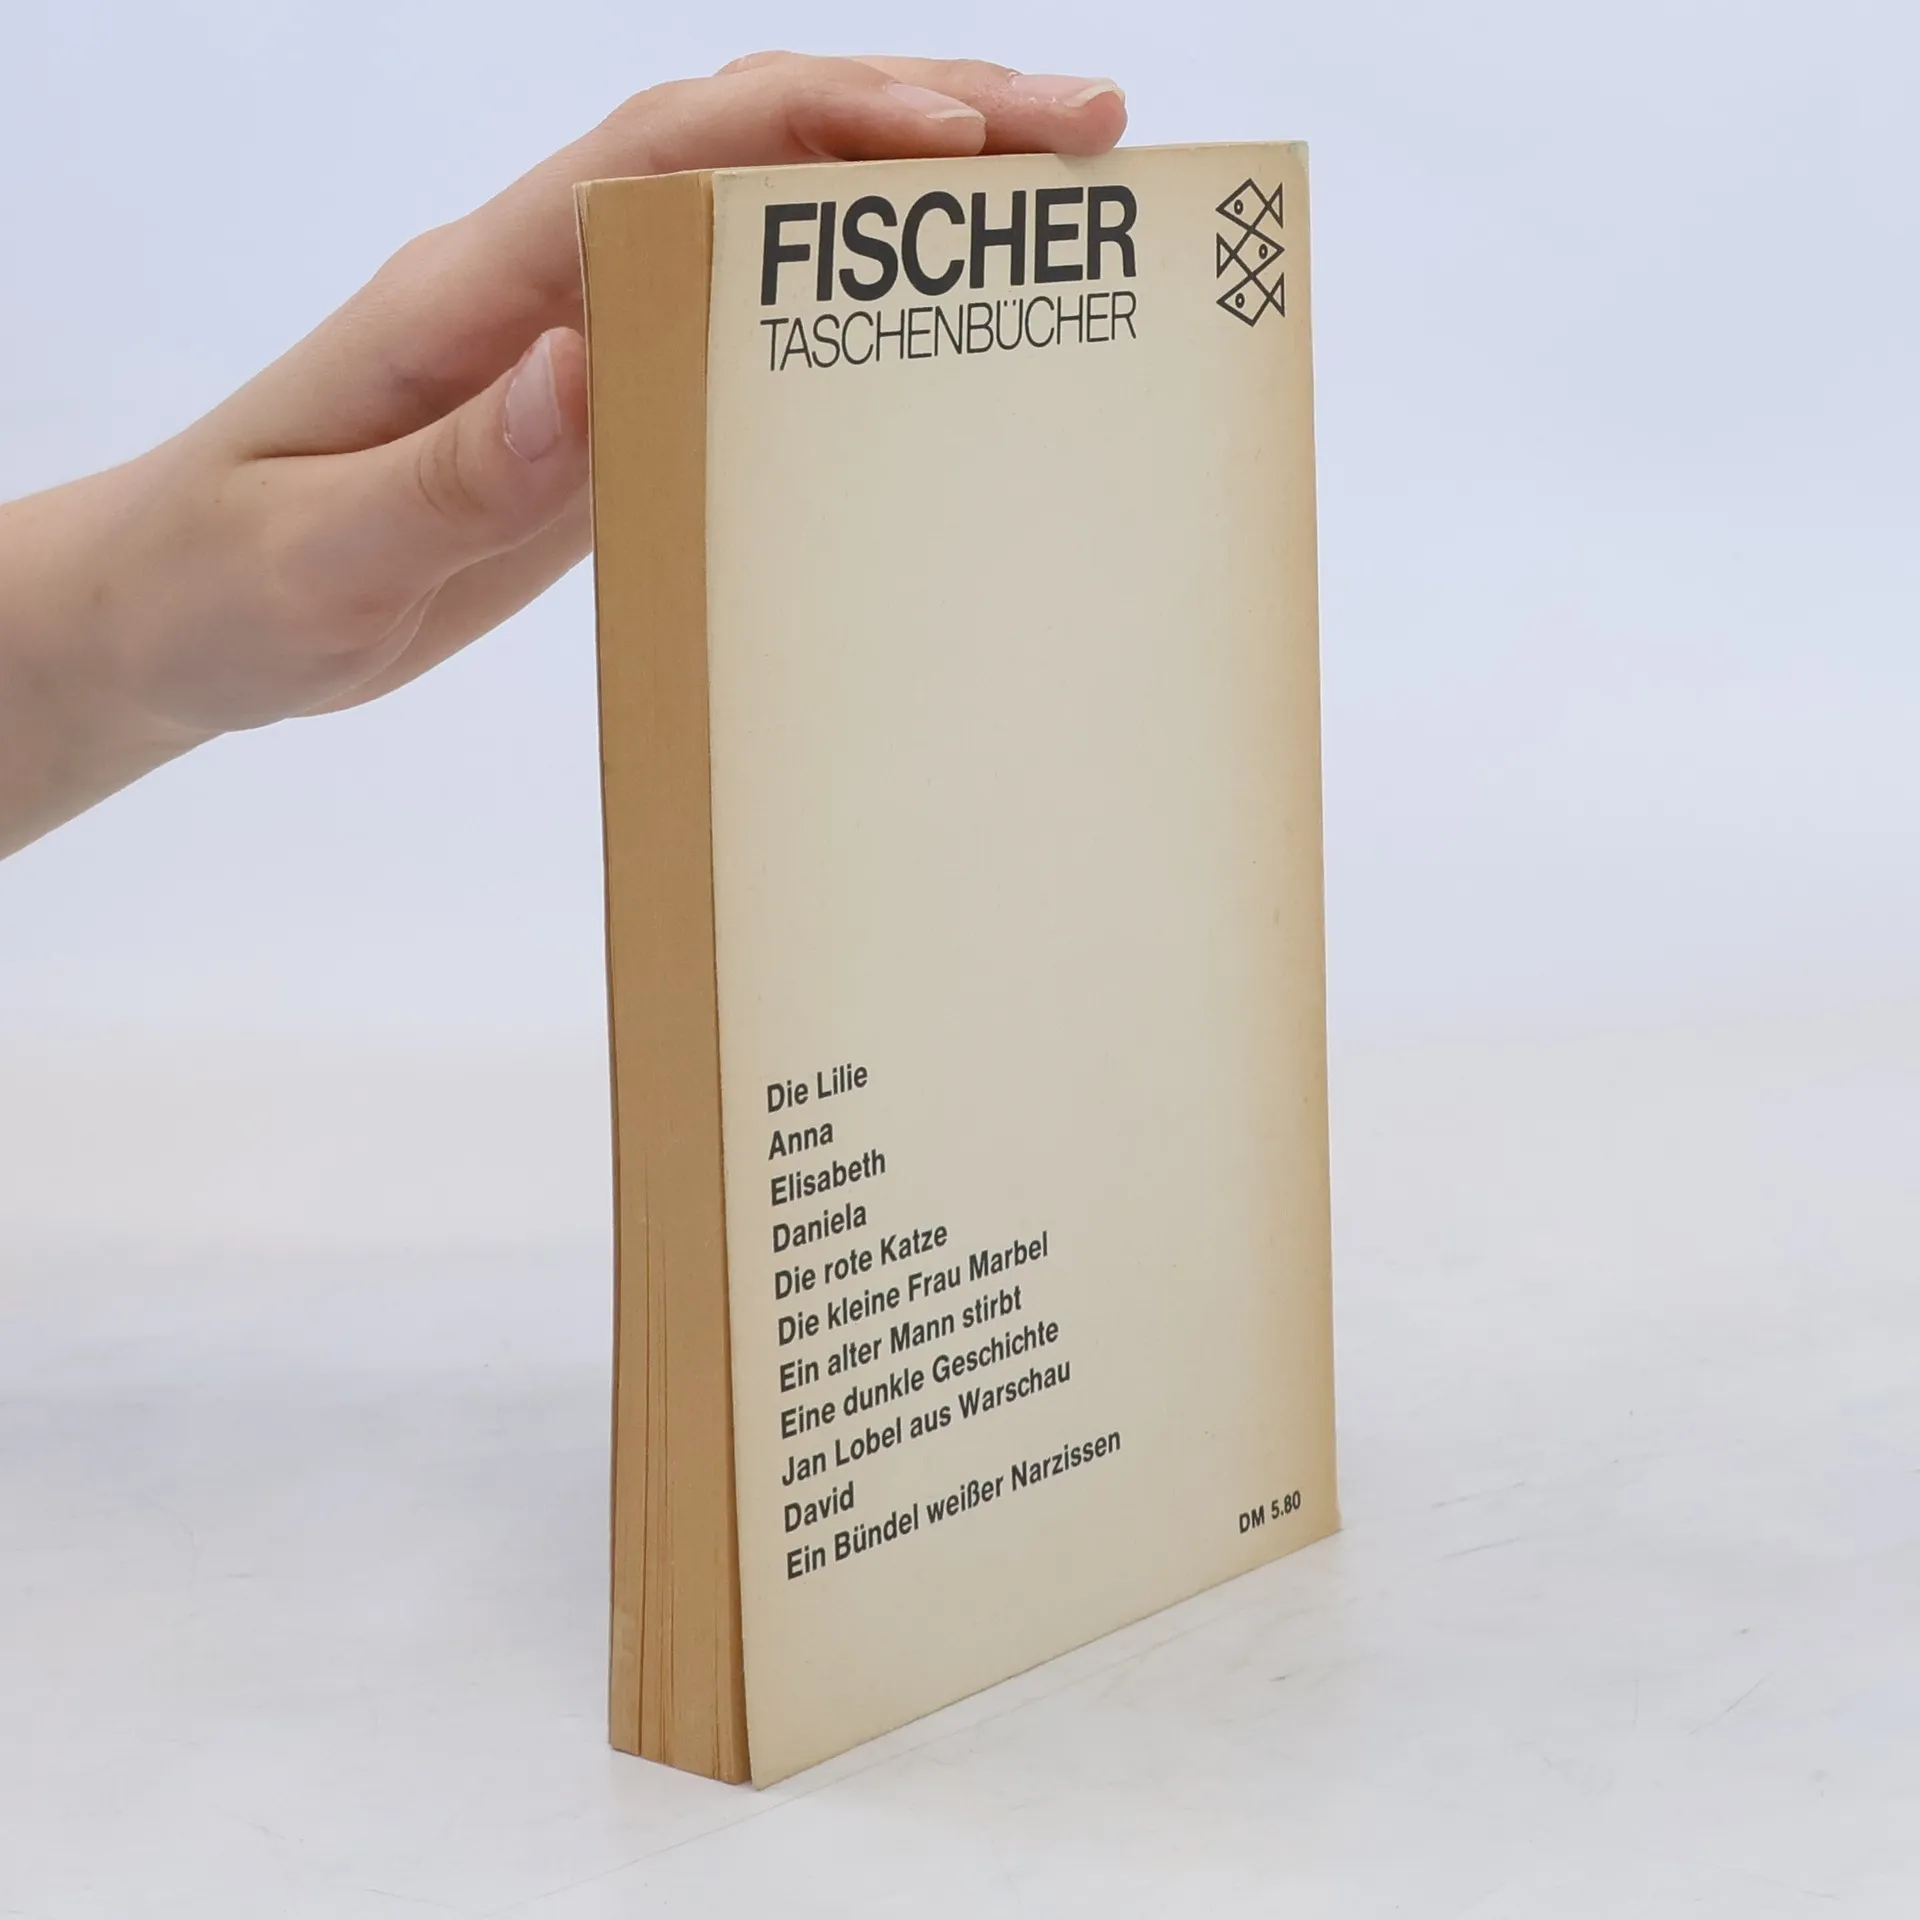 FISCHER
TASCHENBÜCHER
Die Lilie
Anna
Elisabeth
Daniela
Die rote Katze
Die kleine Frau Marbel
Ein alter Mann stirbt
Eine dunkle Geschichte
Jan Lobel aus Warschau
David
Ein Bündel weißer Narzissen
DM 5.80